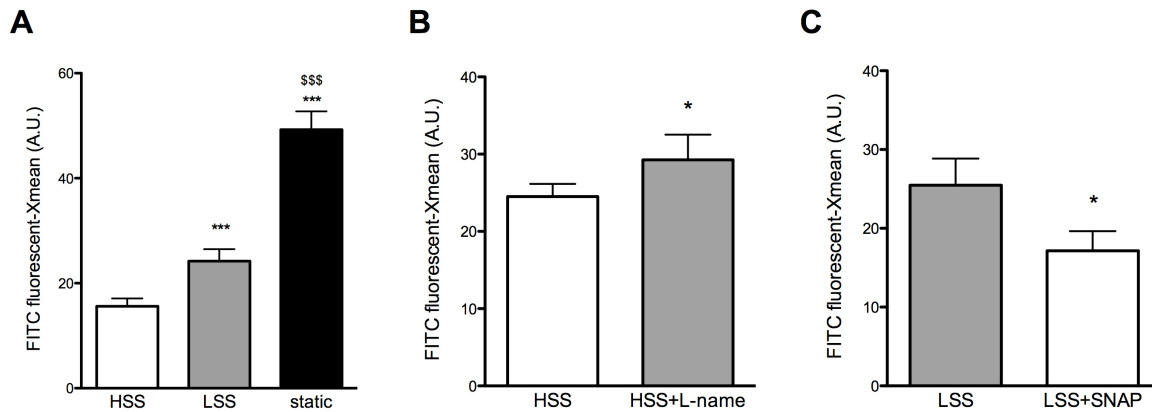 A
B
C
FITC fluorescent-Xmean (A.U.)
60
40
20
0
***
$$$
***
HSS LSS static
FITC fluorescent-Xmean (A.U.)
40
30
20
10
0
*
HSS HSS+L-name
FITC fluorescent-Xmean (A.U.)
40
30
20
10
0
*
LSS LSS+SNAP